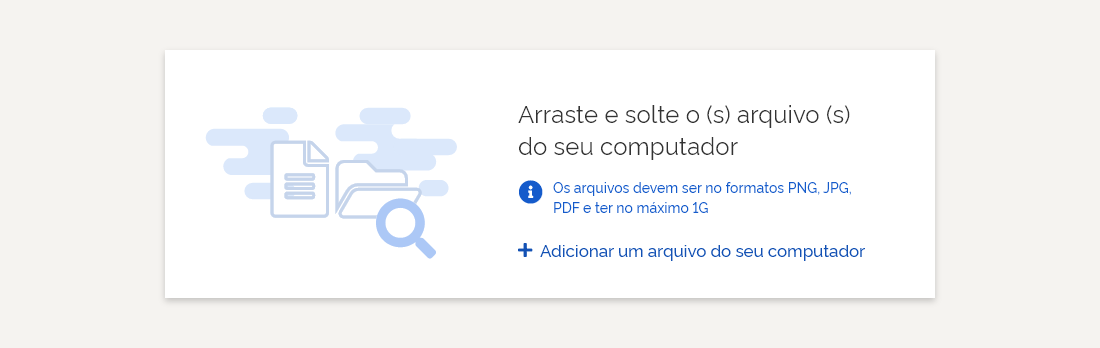 Arraste e solte o (s) arquivo (s)
do seu computador
Os arquivos devem ser no formatos PNG, JPG,
PDF e ter no máximo 1G
+ Adicionar um arquivo do seu computador